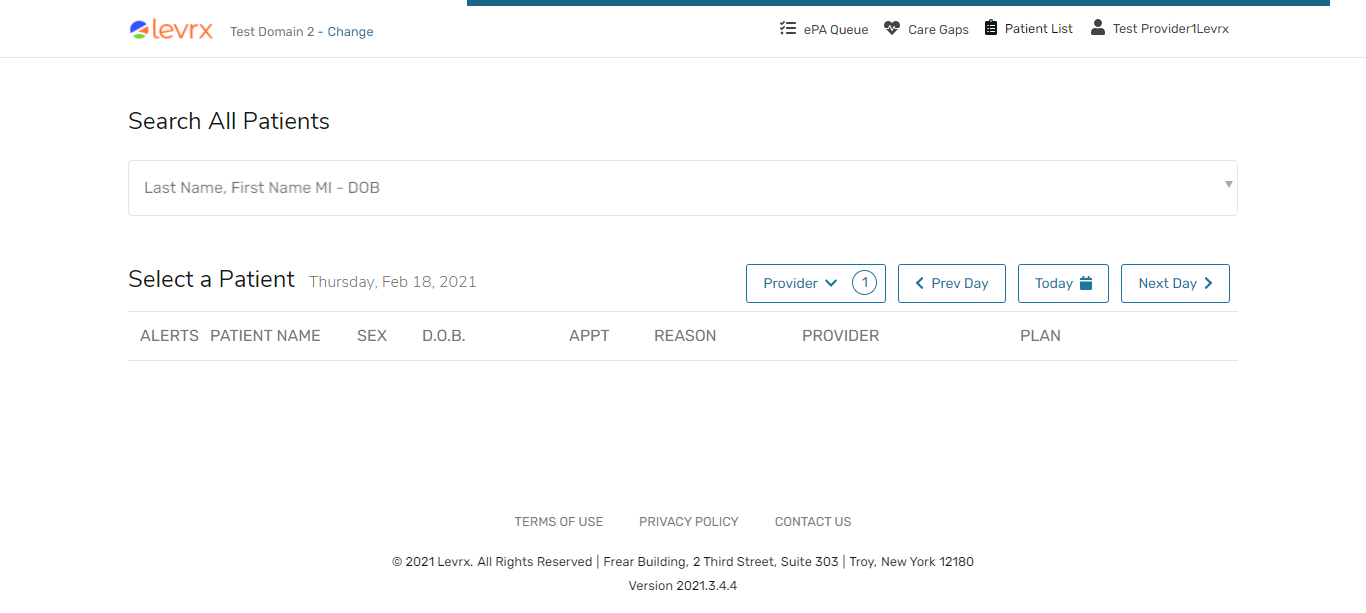 levrx Test Domain 2 - Change ePA Queue Care Gaps Patient List Test Provider1Levrx
Search All Patients
Last Name, First Name MI - DOB
Select a Patient Thursday, Feb 18, 2021 Provider 1 Prev Day Today Next Day
ALERTS PATIENT NAME SEX D.O.B. APPT REASON PROVIDER PLAN
TERMS OF USE PRIVACY POLICY CONTACT US
© 2021 Levrx. All Rights Reserved | Frear Building, 2 Third Street, Suite 303 | Troy, New York 12180
Version 2021.3.4.4